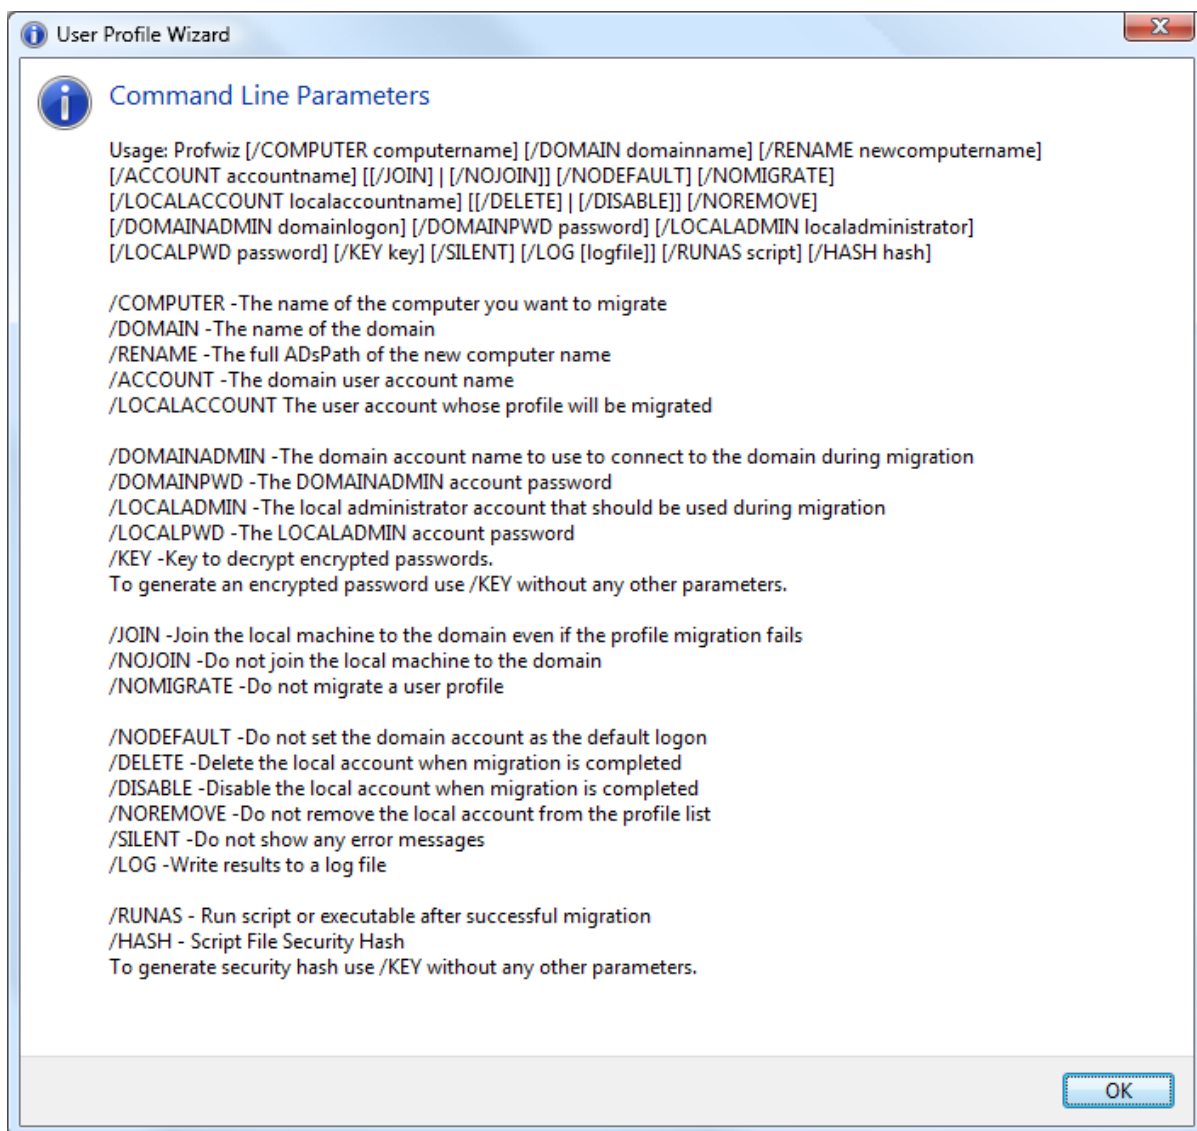 User Profile Wizard
Command Line Parameters
Usage: Profwiz [/COMPUTER computername] [/DOMAIN domainname] [/RENAME newcomputername]
[/ACCOUNT accountname] [[/JOIN] | [/NOJOIN]] [/NODEFAULT] [/NOMIGRATE]
[/LOCALACCOUNT localaccountname] [[/DELETE] | [/DISABLE]] [/NOREMOVE]
[/DOMAINADMIN domainlogon] [/DOMAINPWD password] [/LOCALADMIN localadministrator]
[/LOCALPWD password] [/KEY key] [/SILENT] [/LOG [logfile]] [/RUNAS script] [/HASH hash]
/COMPUTER -The name of the computer you want to migrate
/DOMAIN -The name of the domain
/RENAME -The full ADsPath of the new computer name
/ACCOUNT -The domain user account name
/LOCALACCOUNT The user account whose profile will be migrated
/DOMAINADMIN -The domain account name to use to connect to the domain during migration
/DOMAINPWD -The DOMAINADMIN account password
/LOCALADMIN -The local administrator account that should be used during migration
/LOCALPWD -The LOCALADMIN account password
/KEY -Key to decrypt encrypted passwords.
To generate an encrypted password use /KEY without any other parameters.
/JOIN -Join the local machine to the domain even if the profile migration fails
/NOJOIN -Do not join the local machine to the domain
/NOMIGRATE -Do not migrate a user profile
/NODEFAULT -Do not set the domain account as the default logon
/DELETE -Delete the local account when migration is completed
/DISABLE -Disable the local account when migration is completed
/NOREMOVE -Do not remove the local account from the profile list
/SILENT -Do not show any error messages
/LOG -Write results to a log file
/RUNAS - Run script or executable after successful migration
/HASH - Script File Security Hash
To generate security hash use /KEY without any other parameters.
OK